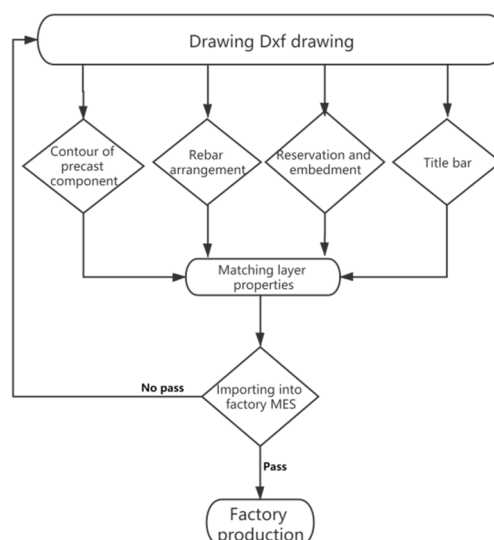 Drawing Dxf drawing
Contour of
precast
component
Rebar
arrangement
Reservation and
embedment
Title bar
Matching layer
properties
No pass
Importing into
factory MES
Pass
Factory
production